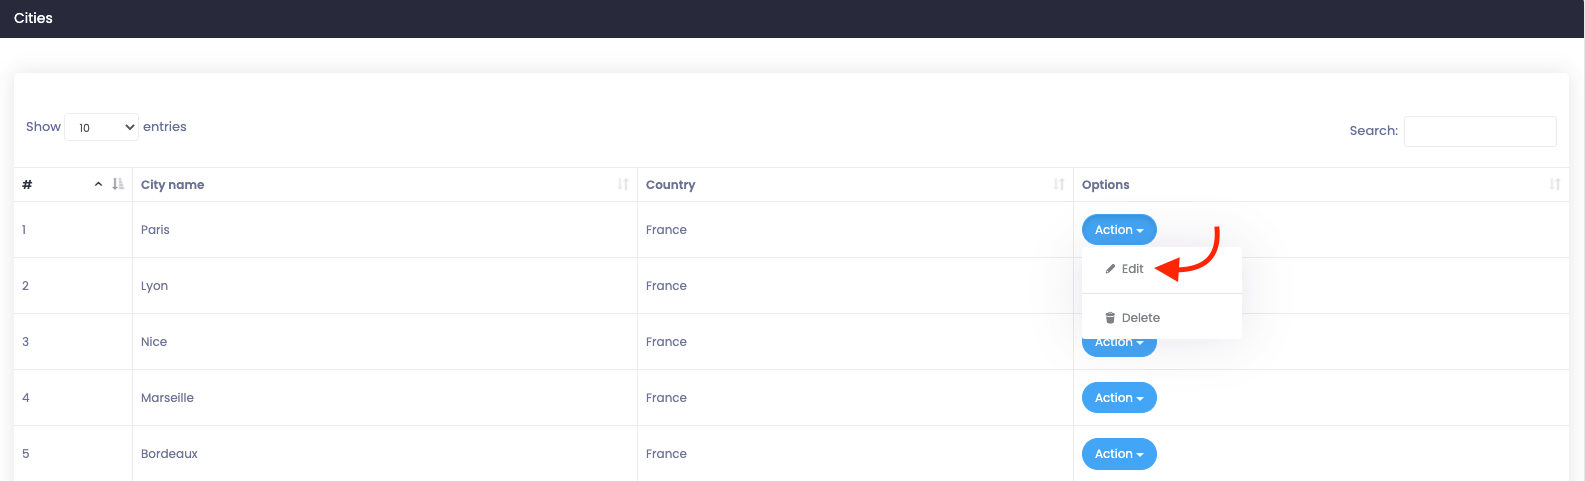 Cities
Show 10 entries
Search:
# City name Country Options
1 Paris France Action
Edit
2 Lyon France
Delete
3 Nice France Action
4 Marseille France Action
5 Bordeaux France Action